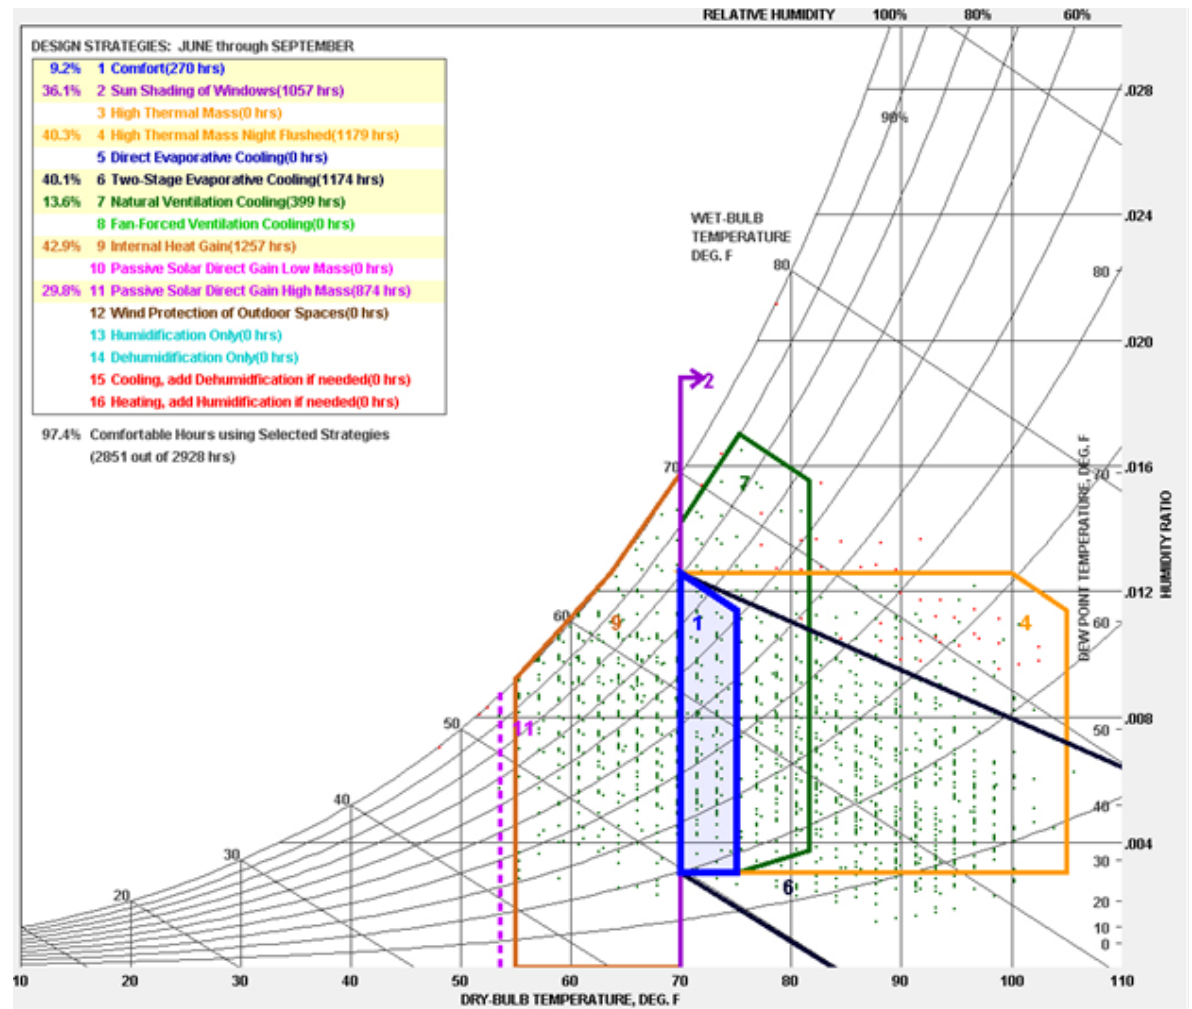 RELATIVE HUMIDITY 100% 80% 60%
DESIGN STRATEGIES: JUNE through SEPTEMBER
9.2% 1 Comfort(270 hrs)
36.1% 2 Sun Shading of Windows(1057 hrs)
3 High Thermal Mass(0 hrs)
40.3% 4 High Thermal Mass Night Flushed(1179 hrs)
5 Direct Evaporative Cooling(0 hrs)
40.1% 6 Two-Stage Evaporative Cooling(1174 hrs)
13.6% 7 Natural Ventilation Cooling(399 hrs)
8 Fan-Forced Ventilation Cooling(0 hrs)
42.9% 9 Internal Heat Gain(1257 hrs)
10 Passive Solar Direct Gain Low Mass(0 hrs)
29.8% 11 Passive Solar Direct Gain High Mass(874 hrs)
12 Wind Protection of Outdoor Spaces(0 hrs)
13 Humidification Only(0 hrs)
14 Dehumidification Only(0 hrs)
15 Cooling, add Dehumidfication if needed(0 hrs)
16 Heating, add Humidification if needed(0 hrs)
97.4% Comfortable Hours using Selected Strategies
(2851 out of 2928 hrs)
90%
WET-BULB
TEMPERATURE
DEG. F
80
70
60
50
40
30
20
2
7
9
1
4
11
6
.028
.024
.020
.016
.012
.008
.004
80
70
60
50
40
30
20
10
0
DEW POINT TEMPERATURE, DEG. F
HUMIDITY RATIO
10 20 30 40 50 60 70 80 90 100 110
DRY-BULB TEMPERATURE, DEG. F